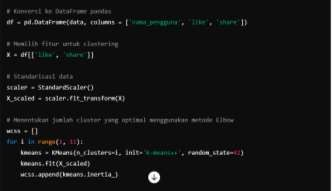 # Konversi ke DataFrame pandas
df = pd.DataFrame(data, columns = ['nama_pengguna', 'like', 'share'])
# Memilih fitur untuk clustering
X = df[['like', 'share']]
# Standarisasi data
scaler = StandardScaler()
X_scaled = scaler.fit_transform(X)
# Menentukan jumlah cluster yang optimal menggunakan metode Elbow
wcss = []
for i in range(1, 11):
kmeans = KMeans(n_clusters=i, init='k-means++', random_state=42)
kmeans.fit(X_scaled)
wcss.append(kmeans.inertia_)